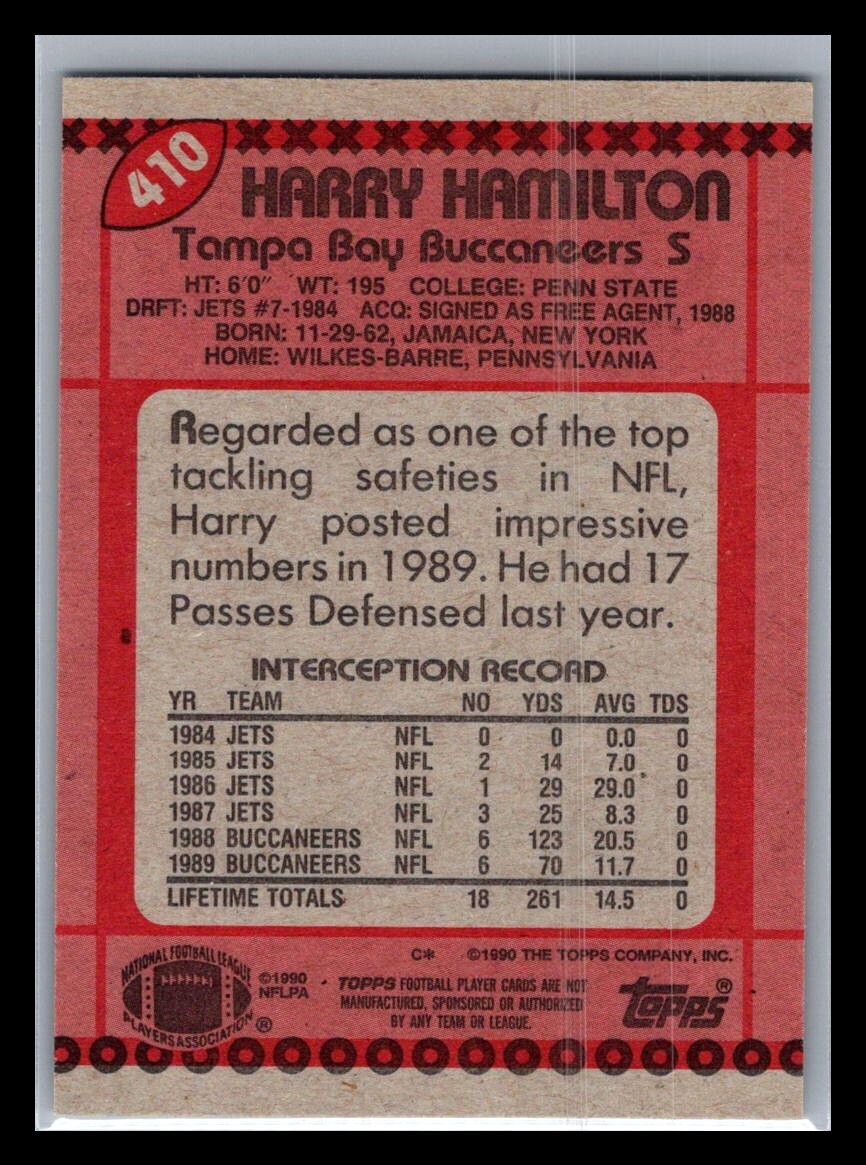 410
HARRY HAMILTON
Tampa Bay Buccaneers S
HT: 6'0" WT: 195 COLLEGE: PENN STATE
DRFT: JETS #7-1984 ACQ: SIGNED AS FREE AGENT, 1988
BORN: 11-29-62, JAMAICA, NEW YORK
HOME: WILKES-BARRE, PENNSYLVANIA
Regarded as one of the top
tackling safeties in NFL,
Harry posted impressive
numbers in 1989. He had 17
Passes Defensed last year.
INTERCEPTION RECORD
YR TEAM NO YDS AVG TDS
1984 JETS NFL 0 0 0.0 0
1985 JETS NFL 2 14 7.0 0
1986 JETS NFL 1 29 29.0 0
1987 JETS NFL 3 25 8.3 0
1988 BUCCANEERS NFL 6 123 20.5 0
1989 BUCCANEERS NFL 6 70 11.7 0
LIFETIME TOTALS 18 261 14.5 0
C* ©1990 THE TOPPS COMPANY, INC.
NATIONAL FOOTBALL LEAGUE
PLAYERS ASSOCIATION ®
©1990
NFLPA
TOPPS FOOTBALL PLAYER CARDS ARE NOT
MANUFACTURED, SPONSORED OR AUTHORIZED
BY ANY TEAM OR LEAGUE.
topps®